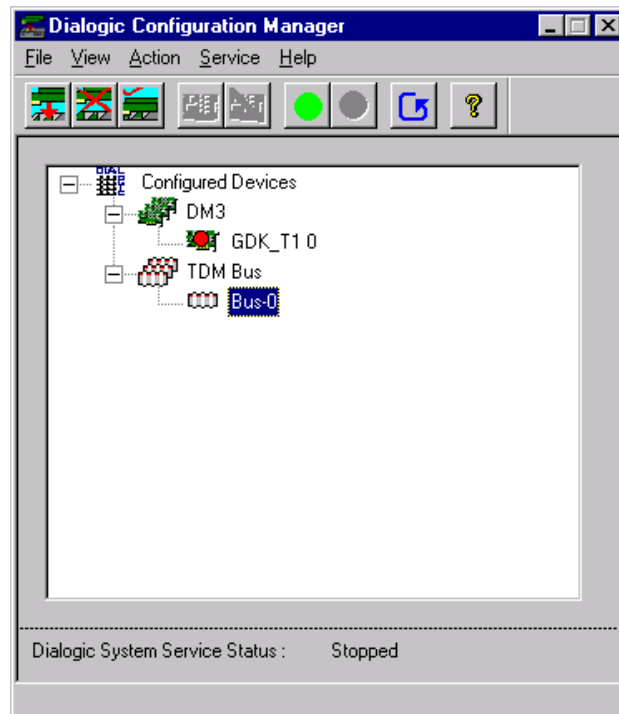 Dialogic Configuration Manager
File View Action Service Help
Configured Devices
DM3
GDK_T1 0
TDM Bus
Bus-0
Dialogic System Service Status : Stopped